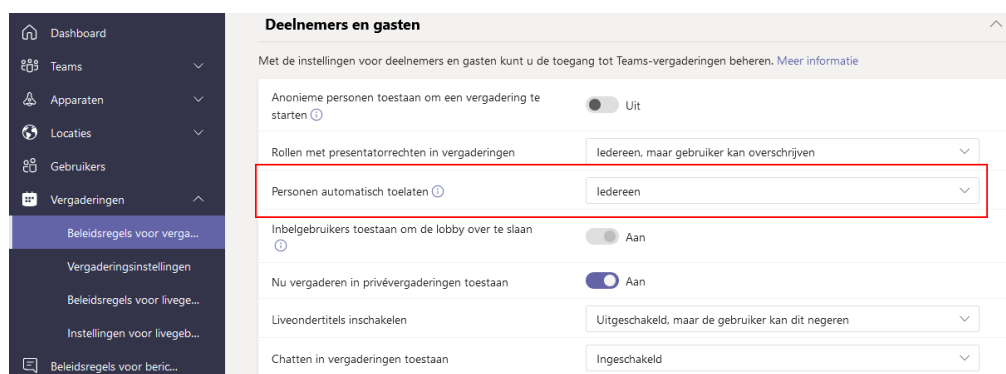 Dashboard
Teams
Apparaten
Locaties
Gebruikers
Vergaderingen
Beleidsregels voor verga...
Vergaderingsinstellingen
Beleidsregels voor livege...
Instellingen voor livegeb...
Beleidsregels voor beric...
Deelnemers en gasten
Met de instellingen voor deelnemers en gasten kunt u de toegang tot Teams-vergaderingen beheren. Meer informatie
Anonieme personen toestaan om een vergadering te
starten
Uit
Rollen met presentatorrechten in vergaderingen
Iedereen, maar gebruiker kan overschrijven
Personen automatisch toelaten
Iedereen
Inbelgebruikers toestaan om de lobby over te slaan
Aan
Nu vergaderen in privévergaderingen toestaan
Aan
Liveondertitels inschakelen
Uitgeschakeld, maar de gebruiker kan dit negeren
Chatten in vergaderingen toestaan
Ingeschakeld